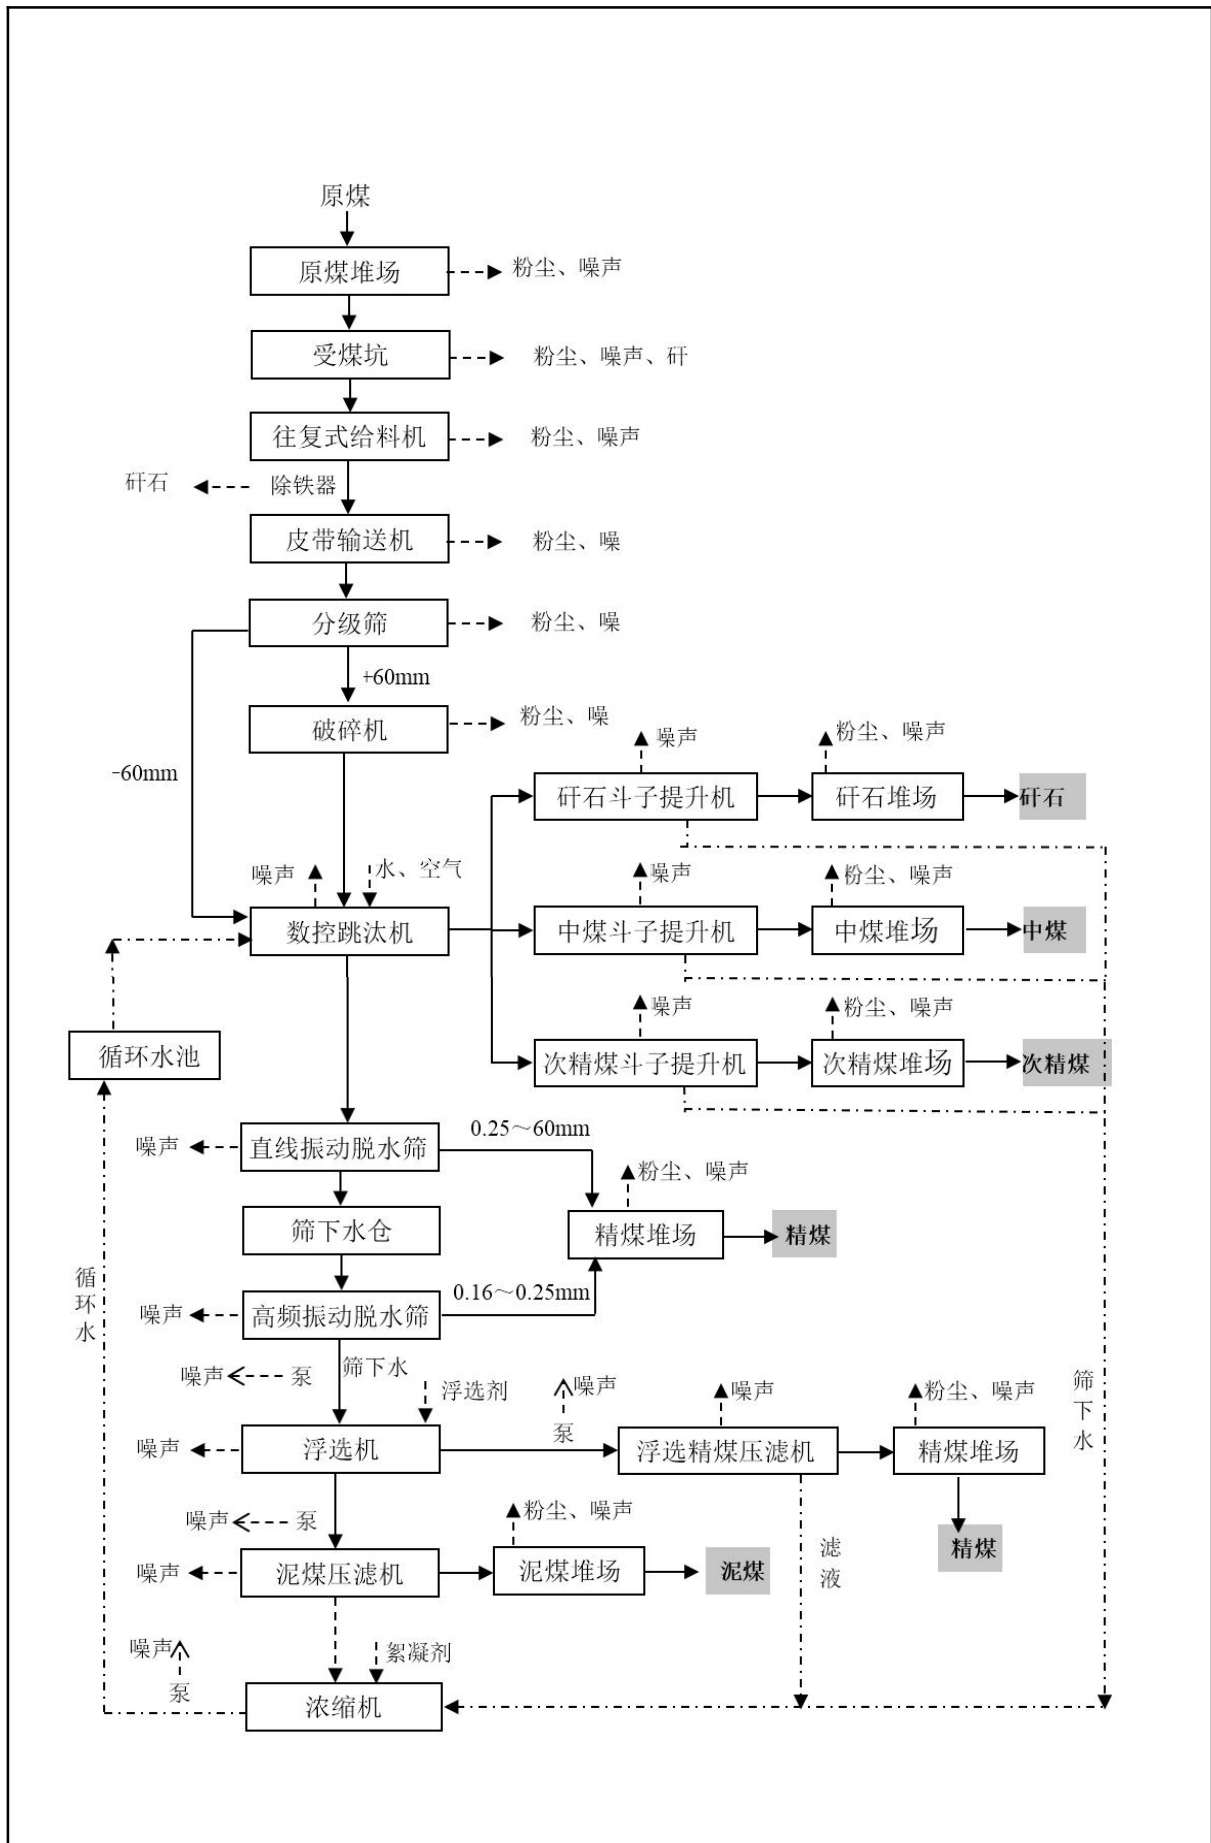 原煤
原煤堆场
粉尘、噪声
受煤坑
粉尘、噪声、矸
往复式给料机
粉尘、噪声
矸石
除铁器
皮带输送机
粉尘、噪
分级筛
粉尘、噪
+60mm
破碎机
粉尘、噪
-60mm
噪声
粉尘、噪声
矸石斗子提升机
矸石堆场
矸石
噪声
水、空气
噪声
粉尘、噪声
数控跳汰机
中煤斗子提升机
中煤堆场
中煤
噪声
粉尘、噪声
循环水池
次精煤斗子提升机
次精煤堆场
次精煤
噪声
直线振动脱水筛
0.25～60mm
粉尘、噪声
筛下水仓
精煤堆场
精煤
循环水
噪声
高频振动脱水筛
0.16～0.25mm
噪声
泵
筛下水
浮选剂
噪声
泵
噪声
粉尘、噪声
筛下水
噪声
浮选机
浮选精煤压滤机
精煤堆场
噪声
泵
粉尘、噪声
滤液
精煤
噪声
泥煤压滤机
泥煤堆场
泥煤
噪声
泵
絮凝剂
浓缩机